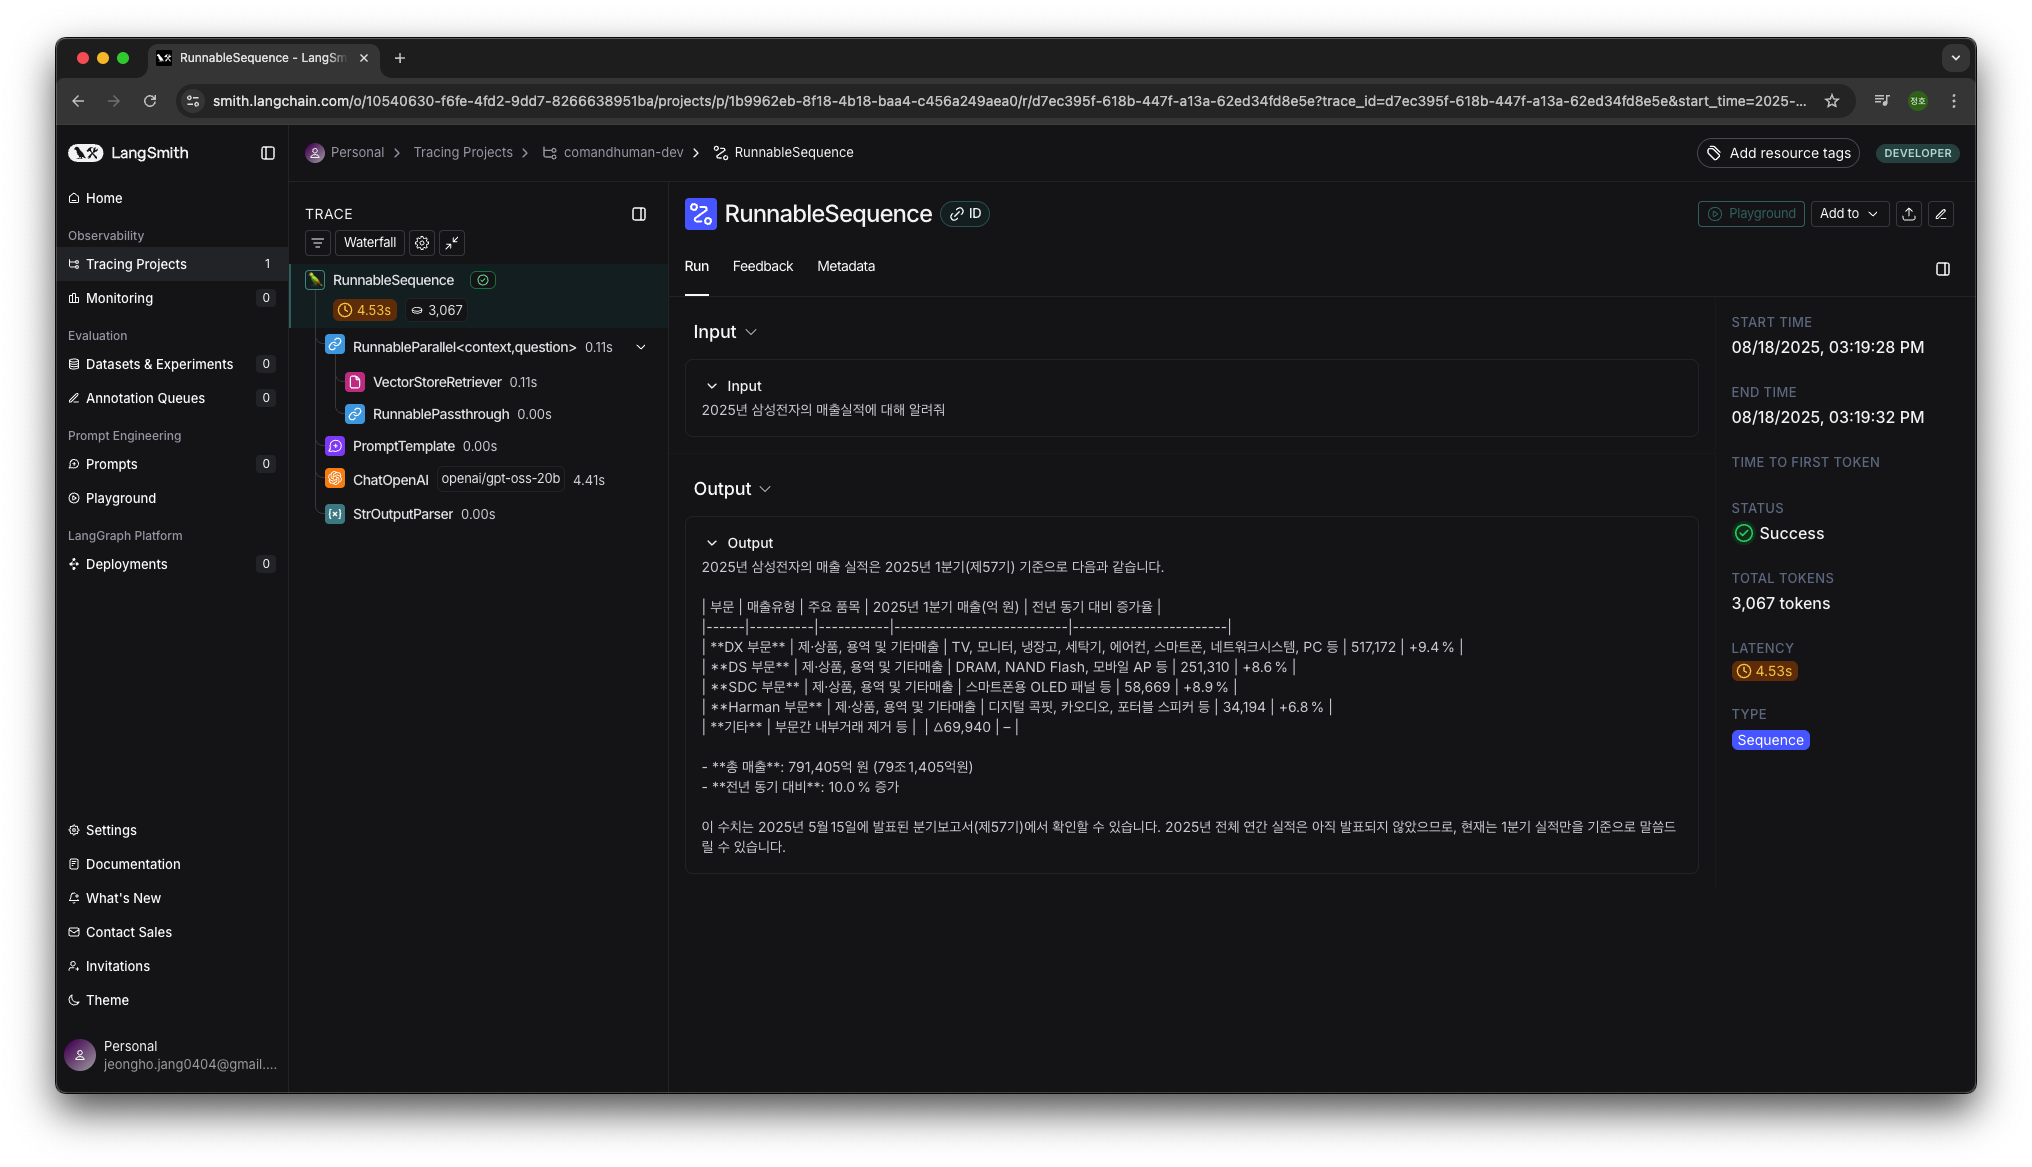 RunnableSequence - LangSm
smith.langchain.com/o/10540630-f6fe-4fd2-9dd7-8266638951ba/projects/p/1b9962eb-8f18-4b18-baa4-c456a249aea0/r/d7ec395f-618b-447f-a13a-62ed34fd8e5e?trace_id=d7ec395f-618b-447f-a13a-62ed34fd8e5e&start_time=2025-...
정호
LangSmith
Home
Observability
Tracing Projects 1
Monitoring 0
Evaluation
Datasets & Experiments 0
Annotation Queues 0
Prompt Engineering
Prompts 0
Playground
LangGraph Platform
Deployments 0
Settings
Documentation
What's New
Contact Sales
Invitations
Theme
Personal
jeongho.jang0404@gmail....
Personal > Tracing Projects > comandhuman-dev > RunnableSequence
Add resource tags
DEVELOPER
TRACE
Waterfall
RunnableSequence
4.53s 3,067
RunnableParallel<context,question> 0.11s
VectorStoreRetriever 0.11s
RunnablePassthrough 0.00s
PromptTemplate 0.00s
ChatOpenAI openai/gpt-oss-20b 4.41s
StrOutputParser 0.00s
RunnableSequence ID
Playground
Add to
Run Feedback Metadata
Input
Input
2025년 삼성전자의 매출실적에 대해 알려줘
Output
Output
2025년 삼성전자의 매출 실적은 2025년 1분기(제57기) 기준으로 다음과 같습니다.
| 부문 | 매출유형 | 주요 품목 | 2025년 1분기 매출(억 원) | 전년 동기 대비 증가율 |
|------|----------|-----------|--------------------------|------------------------|
| **DX 부문** | 제·상품, 용역 및 기타매출 | TV, 모니터, 냉장고, 세탁기, 에어컨, 스마트폰, 네트워크시스템, PC 등 | 517,172 | +9.4 % |
| **DS 부문** | 제·상품, 용역 및 기타매출 | DRAM, NAND Flash, 모바일 AP 등 | 251,310 | +8.6 % |
| **SDC 부문** | 제·상품, 용역 및 기타매출 | 스마트폰용 OLED 패널 등 | 58,669 | +8.9 % |
| **Harman 부문** | 제·상품, 용역 및 기타매출 | 디지털 콕핏, 카오디오, 포터블 스피커 등 | 34,194 | +6.8 % |
| **기타** | 부문간 내부거래 제거 등 | | △69,940 | – |
- **총 매출**: 791,405억 원 (79조 1,405억원)
- **전년 동기 대비**: 10.0 % 증가
이 수치는 2025년 5월 15일에 발표된 분기보고서(제57기)에서 확인할 수 있습니다. 2025년 전체 연간 실적은 아직 발표되지 않았으므로, 현재는 1분기 실적만을 기준으로 말씀드
릴 수 있습니다.
START TIME
08/18/2025, 03:19:28 PM
END TIME
08/18/2025, 03:19:32 PM
TIME TO FIRST TOKEN
STATUS
Success
TOTAL TOKENS
3,067 tokens
LATENCY
4.53s
TYPE
Sequence